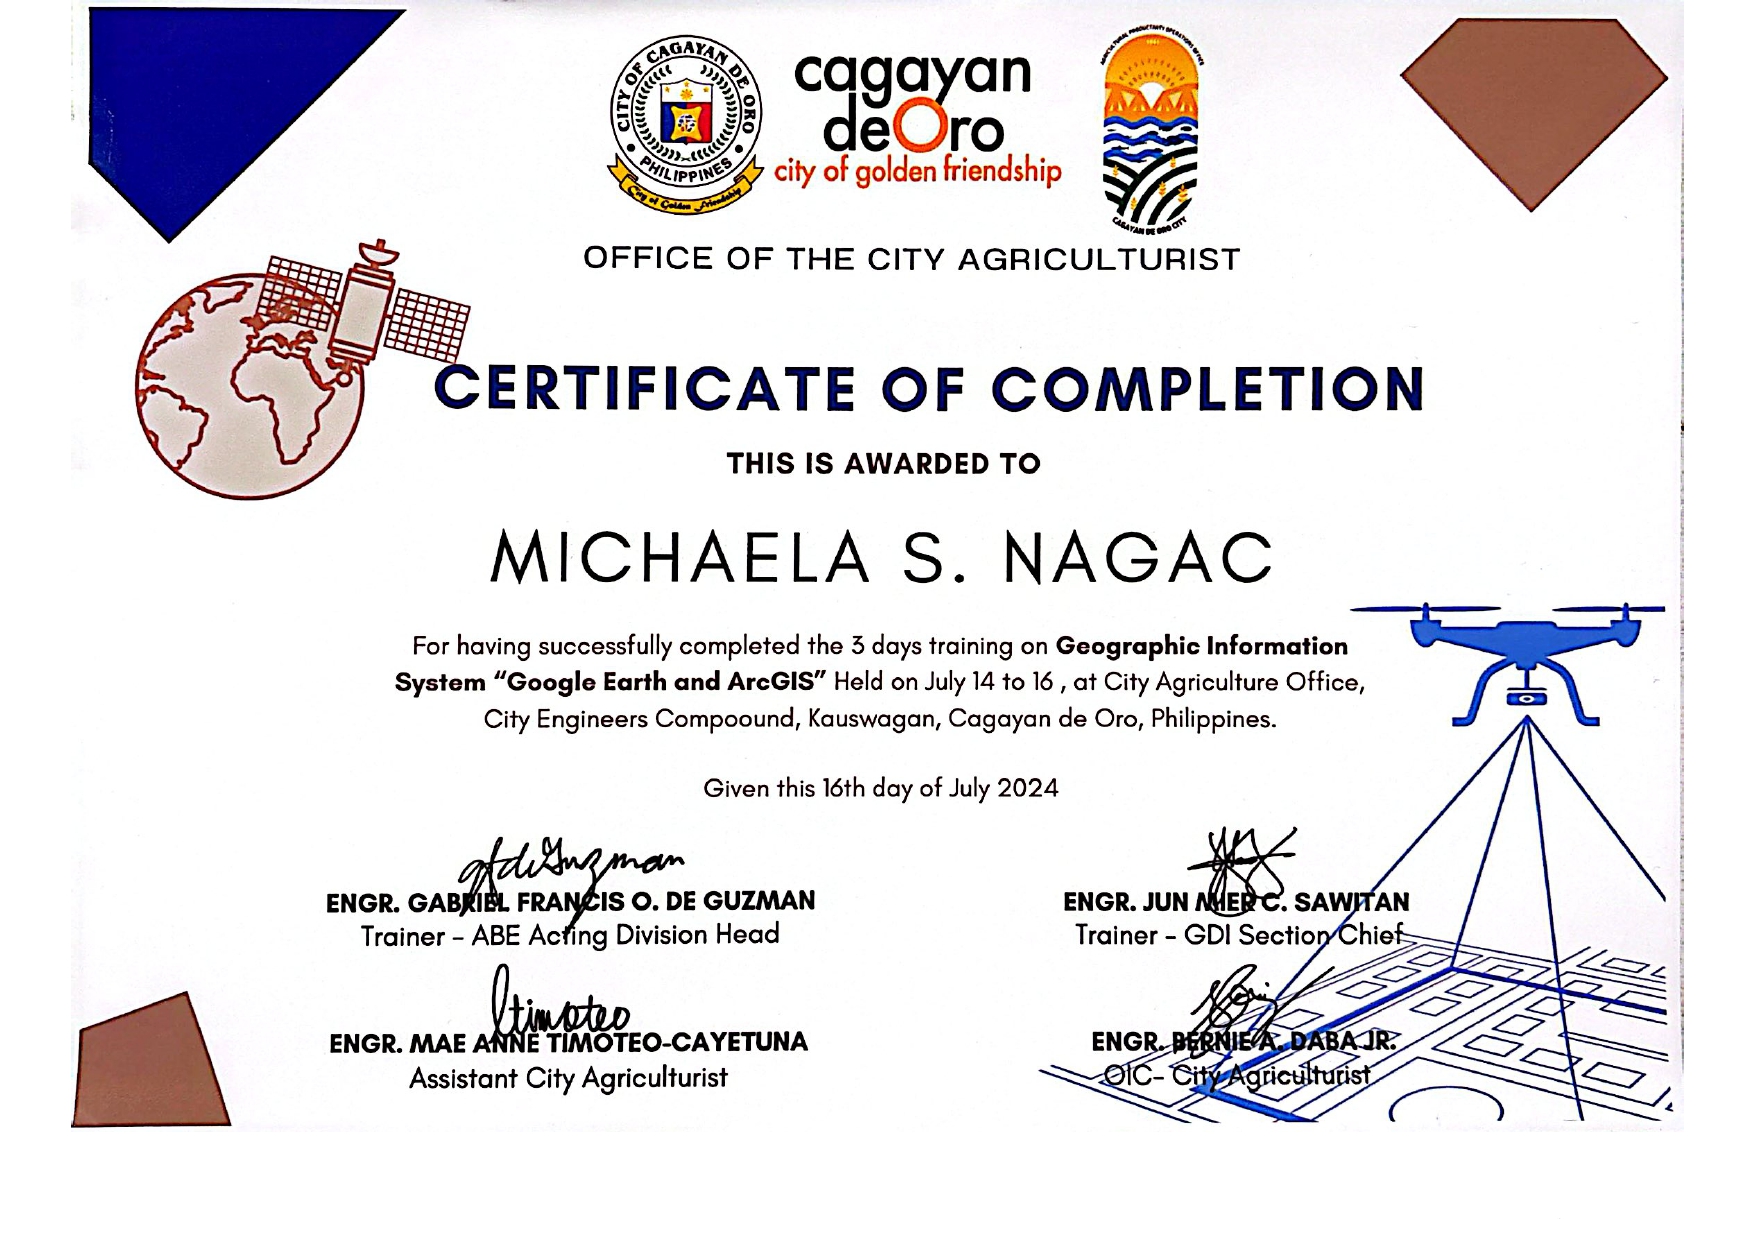 CITY OF CAGAYAN DE ORO
PHILIPPINES
City of Golden Friendship
cagayan
deOro
city of golden friendship
AGRICULTURAL PRODUCTIVITY OPERATIONS OFFICE
CAGAYAN DE ORO CITY
OFFICE OF THE CITY AGRICULTURIST
CERTIFICATE OF COMPLETION
THIS IS AWARDED TO
MICHAELA S. NAGAC
For having successfully completed the 3 days training on Geographic Information
System “Google Earth and ArcGIS” Held on July 14 to 16 , at City Agriculture Office,
City Engineers Compoound, Kauswagan, Cagayan de Oro, Philippines.
Given this 16th day of July 2024
ENGR. GABRIEL FRANCIS O. DE GUZMAN
Trainer – ABE Acting Division Head
ENGR. JUN MIER C. SAWITAN
Trainer – GDI Section Chief
ENGR. MAE ANNE TIMOTEO-CAYETUNA
Assistant City Agriculturist
ENGR. BERNIE A. DABA JR.
OIC– City Agriculturist